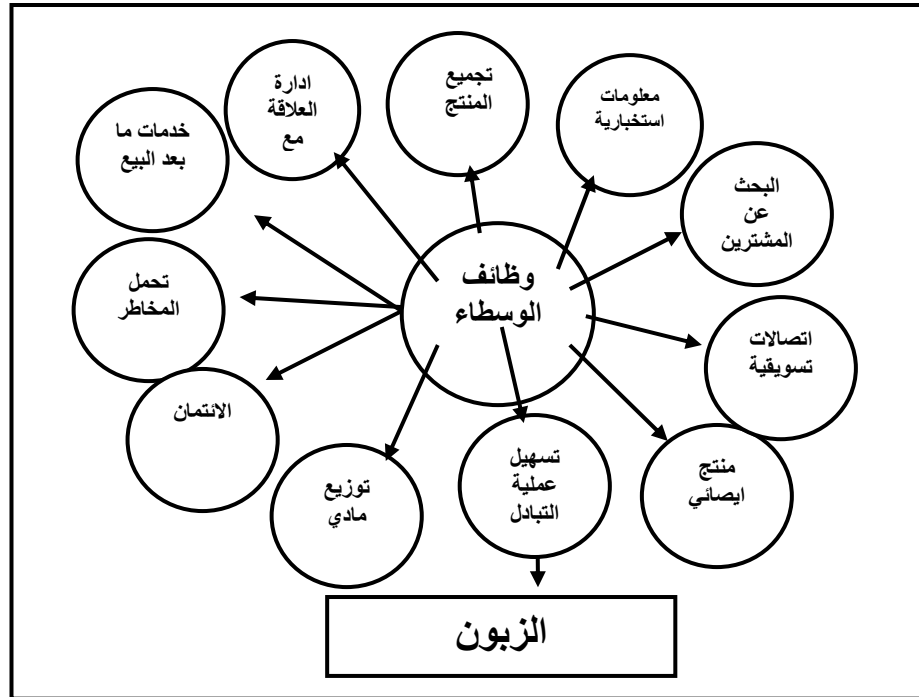 تجميع
المنتج
معلومات
استخبارية
البحث
عن
المشترين
اتصالات
تسويقية
منتج
ايصائي
تسهيل
عملية
التبادل
توزيع
مادي
الائتمان
تحمل
المخاطر
خدمات ما
بعد البيع
ادارة
العلاقة
مع
وظائف
الوسطاء
الزبون